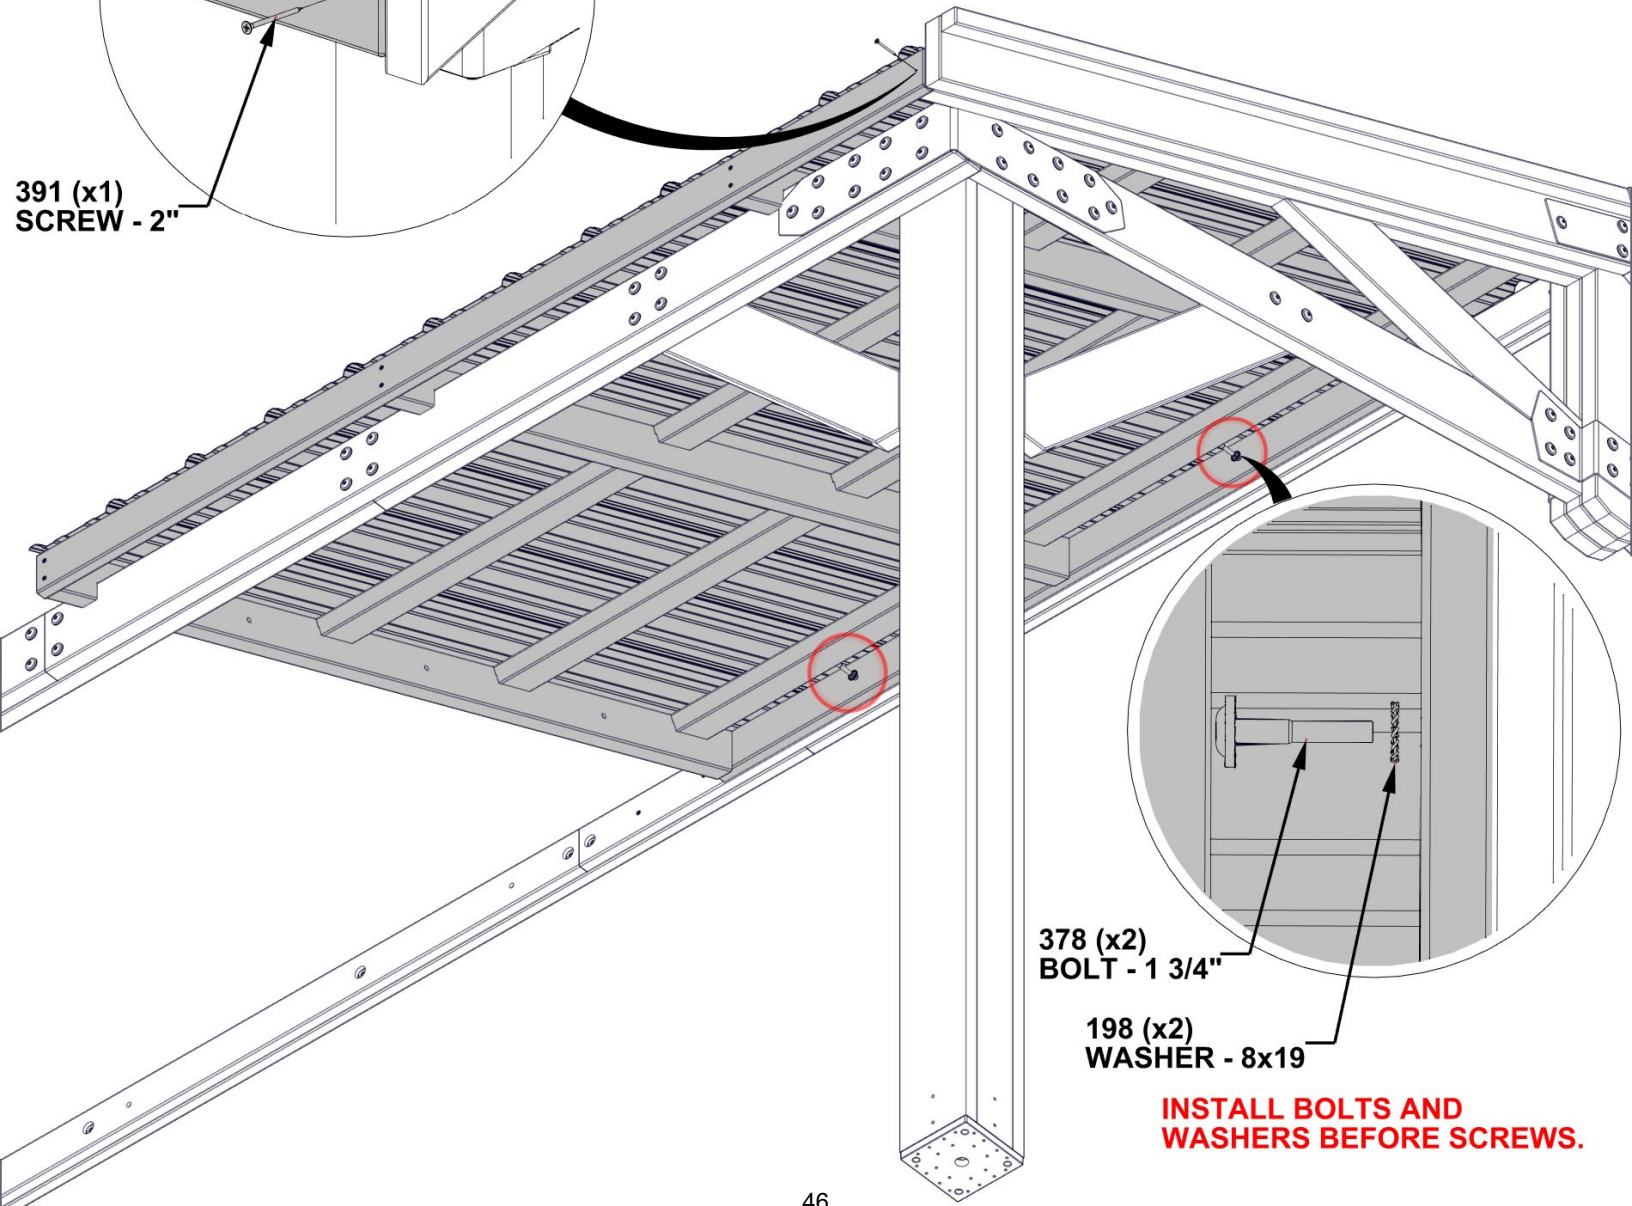 391 (x1)
SCREW - 2"
378 (x2)
BOLT - 1 3/4"
198 (x2)
WASHER - 8x19
INSTALL BOLTS AND
WASHERS BEFORE SCREWS.
46